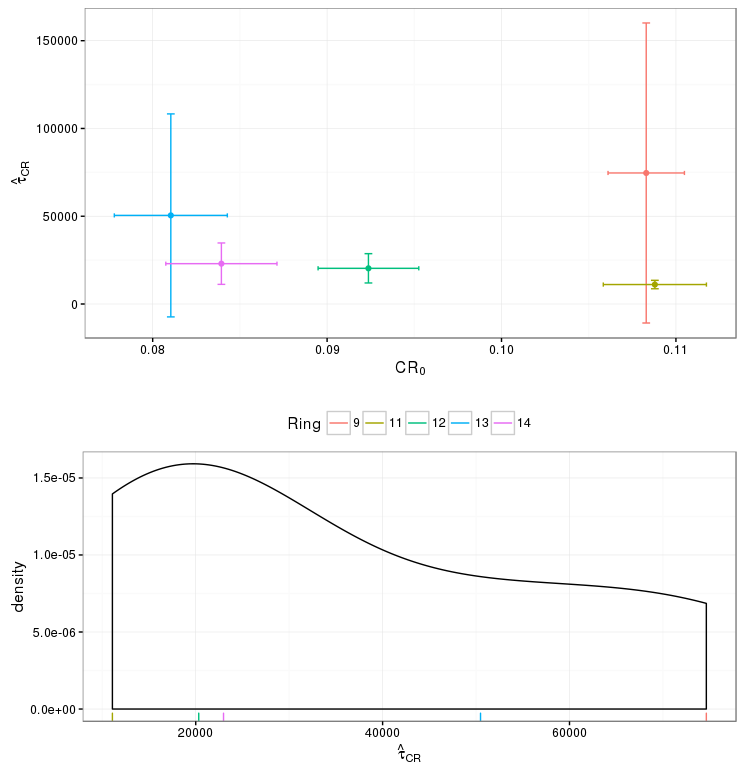 150000
100000
50000
0
τ̂CR
0.08 0.09 0.10 0.11
CR₀
Ring 9 11 12 13 14
1.5e-05
1.0e-05
5.0e-06
0.0e+00
density
20000 40000 60000
τ̂CR